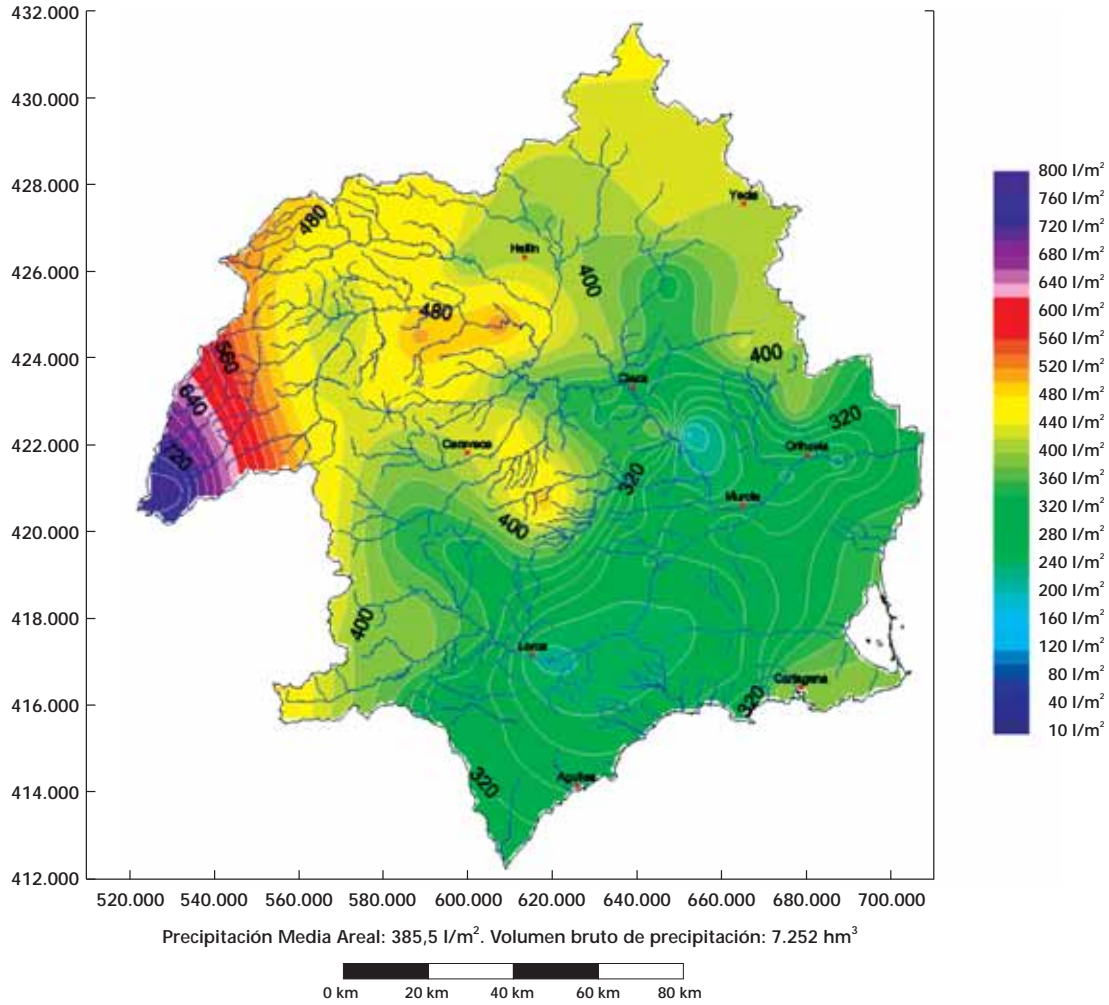 432.000
430.000
428.000
426.000
424.000
422.000
420.000
418.000
416.000
414.000
412.000
520.000 540.000 560.000 580.000 600.000 620.000 640.000 660.000 680.000 700.000
480
Yecla
Hellín
400
480
560
400
640
Cieza
320
720
Caravaca
Orihuela
320
Murcia
400
400
Lorca
Cartagena
320
320
Aguilas
800 l/m²
760 l/m²
720 l/m²
680 l/m²
640 l/m²
600 l/m²
560 l/m²
520 l/m²
480 l/m²
440 l/m²
400 l/m²
360 l/m²
320 l/m²
280 l/m²
240 l/m²
200 l/m²
160 l/m²
120 l/m²
80 l/m²
40 l/m²
10 l/m²
Precipitación Media Areal: 385,5 l/m². Volumen bruto de precipitación: 7.252 hm³
0 km 20 km 40 km 60 km 80 km